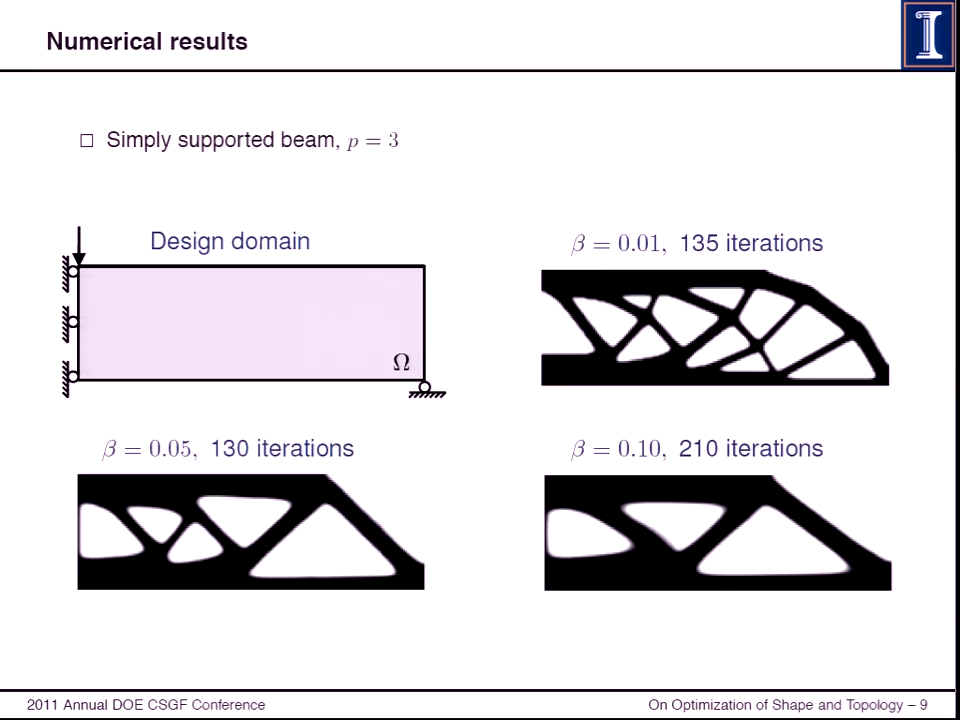 Numerical results
□ Simply supported beam, p = 3
Design domain
Ω
β = 0.01, 135 iterations
β = 0.05, 130 iterations
β = 0.10, 210 iterations
2011 Annual DOE CSGF Conference
On Optimization of Shape and Topology – 9